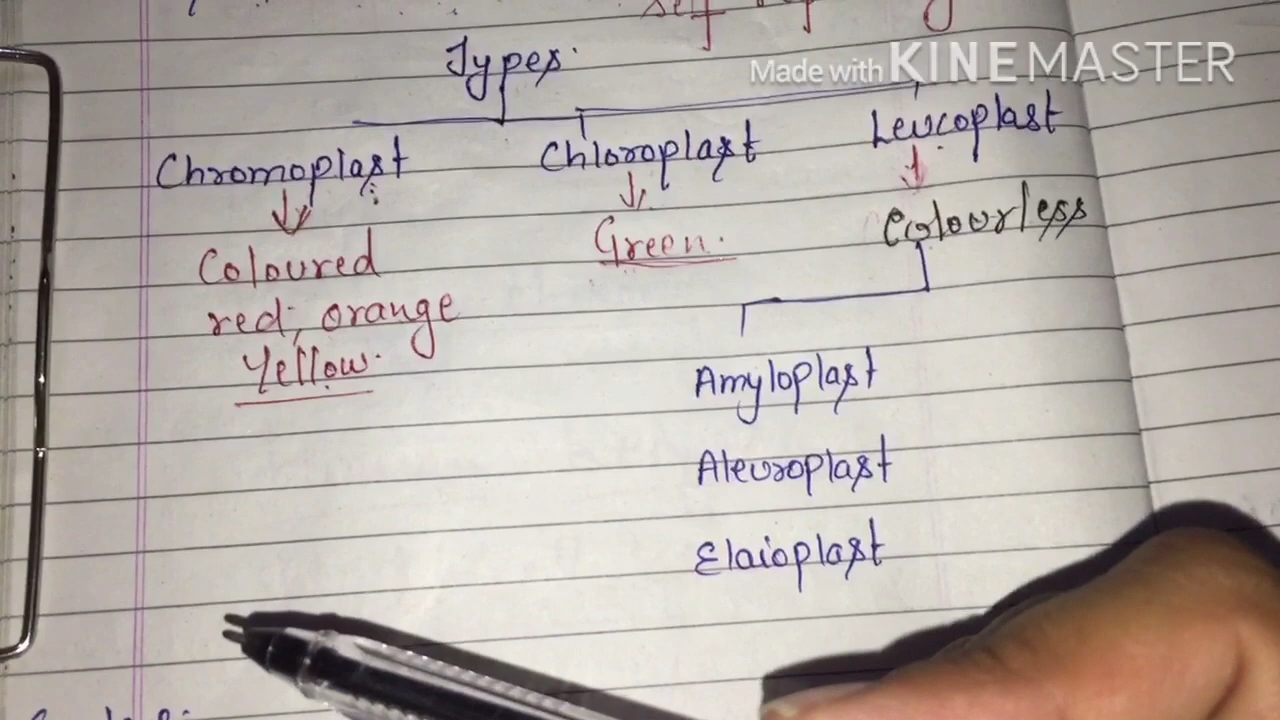 Types
Made with KINEMASTER
Chromoplast Chloroplast Leucoplast
Coloured Green. Colourless
red, orange
Yellow.
Amyloplast
Aleuroplast
Elaioplast